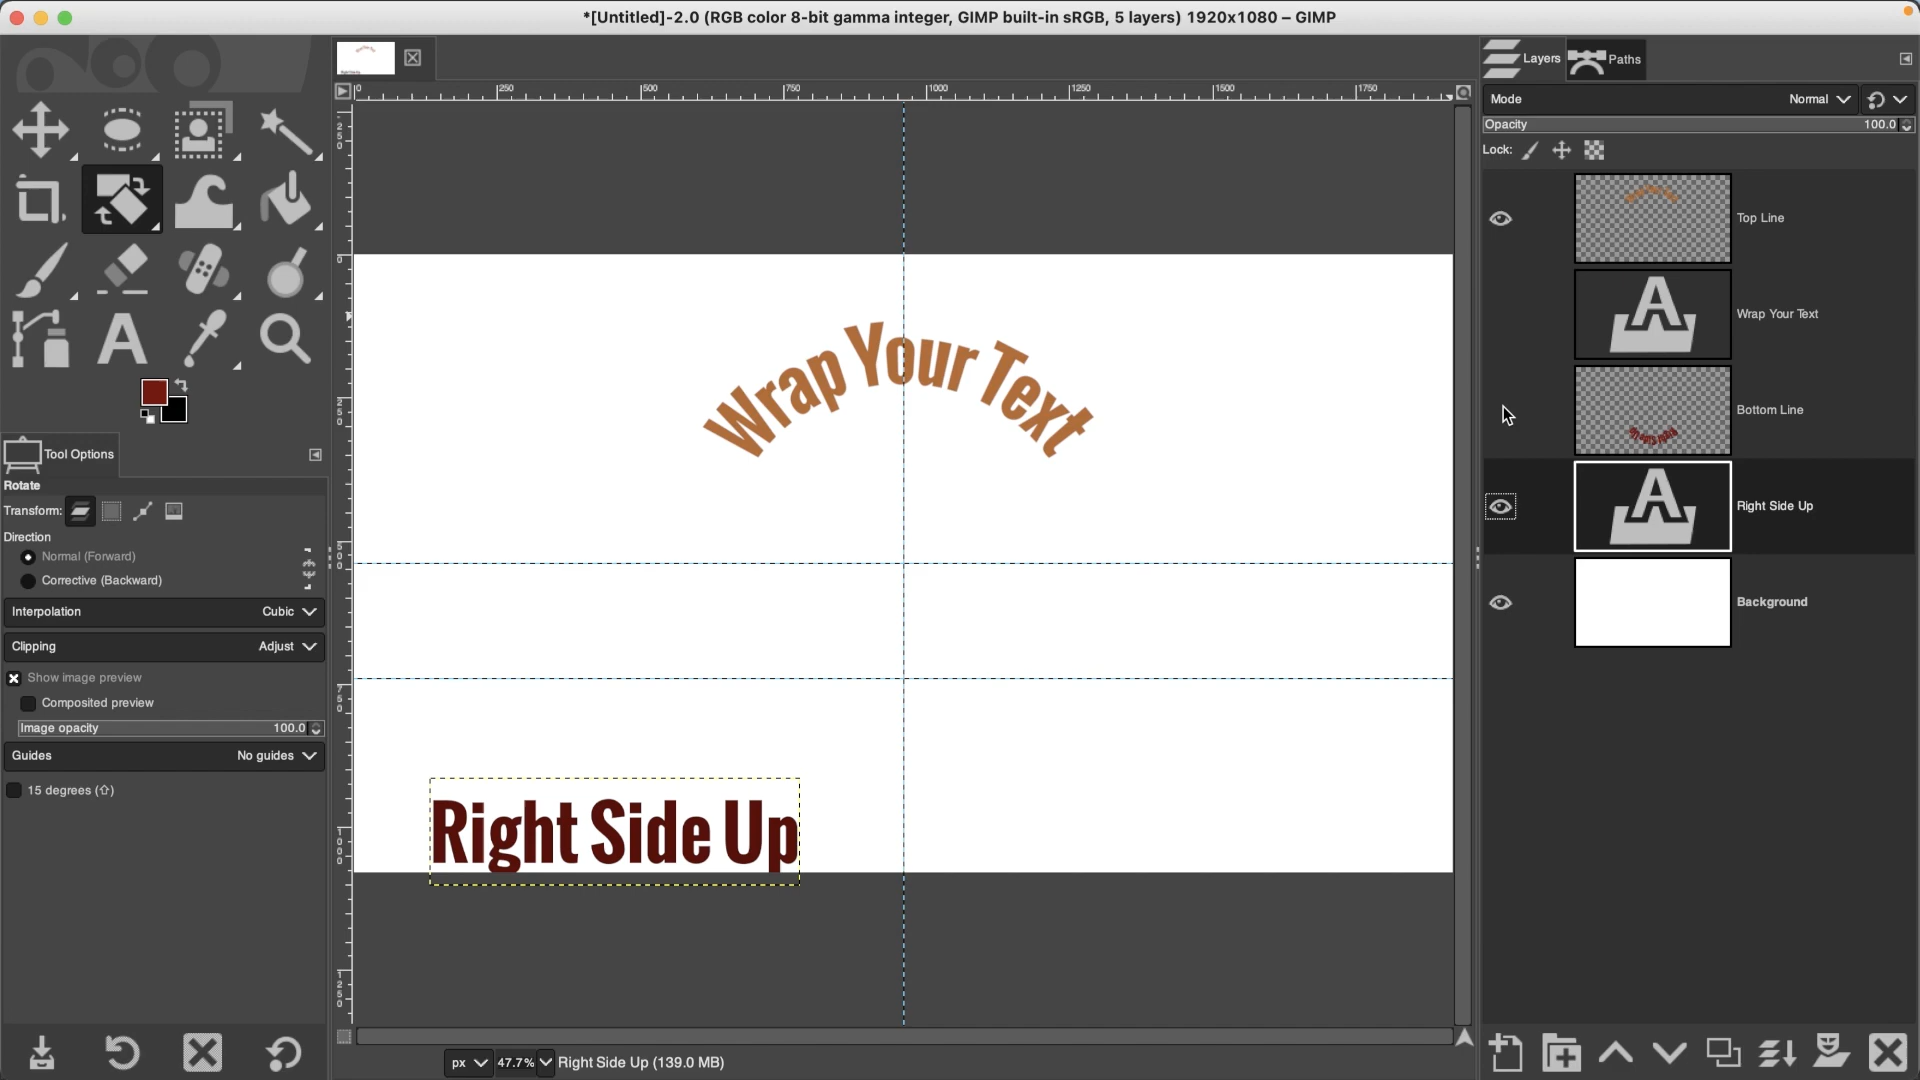 *[Untitled]-2.0 (RGB color 8-bit gamma integer, GIMP built-in sRGB, 5 layers) 1920x1080 – GIMP
Layers
Paths
0
250
500
750
1000
1250
1500
1750
Mode
Normal
Opacity
100.0
Lock:
Top Line
Wrap Your Text
Bottom Line
Right Side Up
Background
Wrap Your Text
Right Side Up
Tool Options
Rotate
Transform:
Direction
Normal (Forward)
Corrective (Backward)
Interpolation
Cubic
Clipping
Adjust
Show image preview
Composited preview
Image opacity
100.0
Guides
No guides
15 degrees (⇧)
px
47.7%
Right Side Up (139.0 MB)